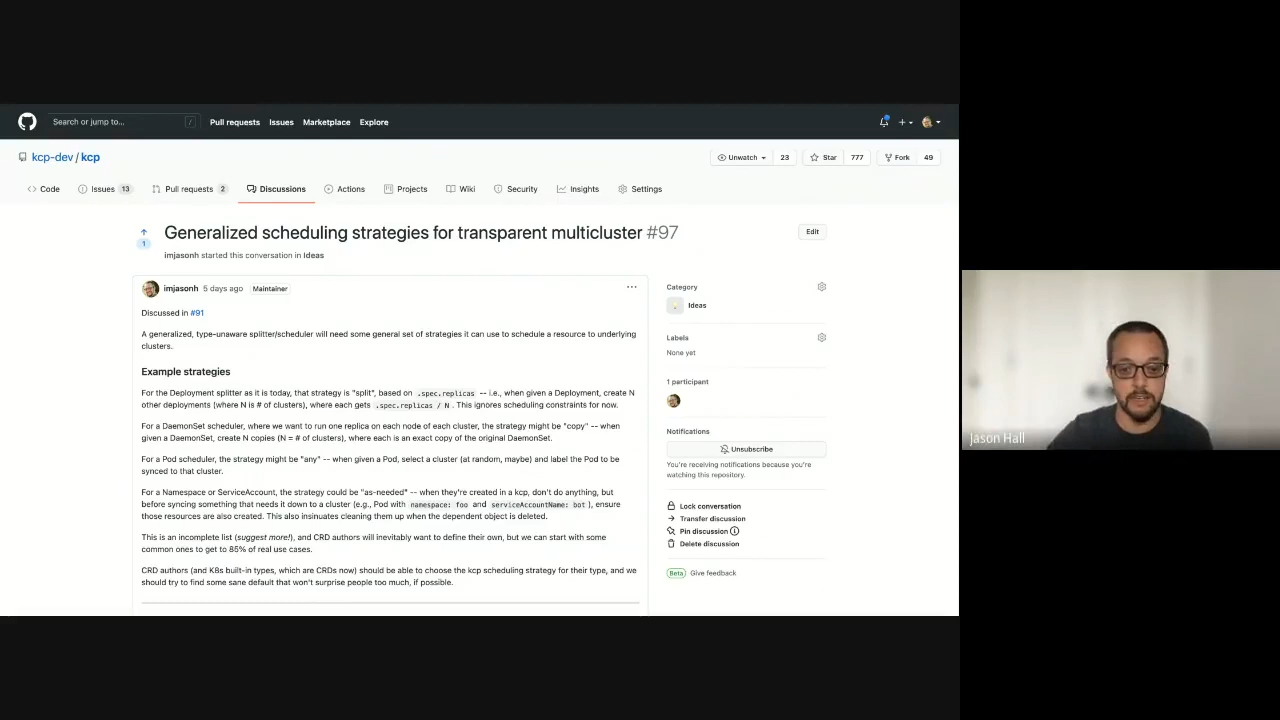 Search or jump to... /
Pull requests Issues Marketplace Explore
kcp-dev / kcp
Unwatch 23 Star 777 Fork 49
Code Issues 13 Pull requests 2 Discussions Actions Projects Wiki Security Insights Settings
1
Generalized scheduling strategies for transparent multicluster #97
Edit
imjasonh started this conversation in Ideas
imjasonh 5 days ago Maintainer ...
Discussed in #91
A generalized, type-unaware splitter/scheduler will need some general set of strategies it can use to schedule a resource to underlying
clusters.
Example strategies
For the Deployment splitter as it is today, that strategy is "split", based on .spec.replicas -- i.e., when given a Deployment, create N
other deployments (where N is # of clusters), where each gets .spec.replicas / N . This ignores scheduling constraints for now.
For a DaemonSet scheduler, where we want to run one replica on each node of each cluster, the strategy might be "copy" -- when
given a DaemonSet, create N copies (N = # of clusters), where each is an exact copy of the original DaemonSet.
For a Pod scheduler, the strategy might be "any" -- when given a Pod, select a cluster (at random, maybe) and label the Pod to be
synced to that cluster.
For a Namespace or ServiceAccount, the strategy could be "as-needed" -- when they're created in a kcp, don't do anything, but
before syncing something that needs it down to a cluster (e.g., Pod with namespace: foo and serviceAccountName: bot ), ensure
those resources are also created. This also insinuates cleaning them up when the dependent object is deleted.
This is an incomplete list (suggest more!), and CRD authors will inevitably want to define their own, but we can start with some
common ones to get to 85% of real use cases.
CRD authors (and K8s built-in types, which are CRDs now) should be able to choose the kcp scheduling strategy for their type, and we
should try to find some sane default that won't surprise people too much, if possible.
Category
Ideas
Labels
None yet
1 participant
Notifications
Unsubscribe
You're receiving notifications because you're
watching this repository.
Lock conversation
Transfer discussion
Pin discussion
Delete discussion
Beta Give feedback
Jason Hall